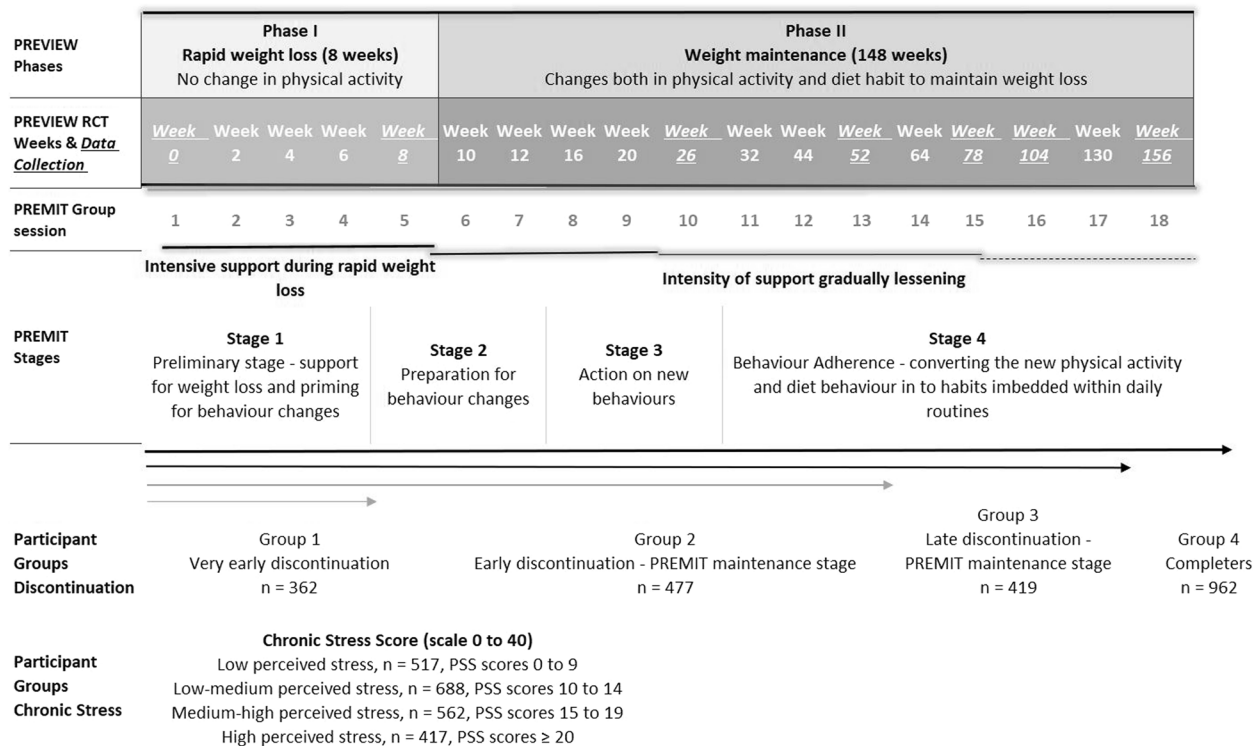 PREVIEW
Phases
Phase I
Rapid weight loss (8 weeks)
No change in physical activity
Phase II
Weight maintenance (148 weeks)
Changes both in physical activity and diet habit to maintain weight loss
PREVIEW RCT
Weeks & Data
Collection
Week Week Week Week Week Week Week Week Week Week Week Week Week Week Week Week Week Week
0 2 4 6 8 10 12 16 20 26 32 44 52 64 78 104 130 156
PREMIT Group
session
1 2 3 4 5 6 7 8 9 10 11 12 13 14 15 16 17 18
Intensive support during rapid weight
loss
Intensity of support gradually lessening
PREMIT
Stages
Stage 1
Preliminary stage - support
for weight loss and priming
for behaviour changes
Stage 2
Preparation for
behaviour changes
Stage 3
Action on new
behaviours
Stage 4
Behaviour Adherence - converting the new physical activity
and diet behaviour in to habits imbedded within daily
routines
Participant
Groups
Discontinuation
Group 1
Very early discontinuation
n = 362
Group 2
Early discontinuation - PREMIT maintenance stage
n = 477
Group 3
Late discontinuation -
PREMIT maintenance stage
n = 419
Group 4
Completers
n = 962
Participant
Groups
Chronic Stress
Chronic Stress Score (scale 0 to 40)
Low perceived stress, n = 517, PSS scores 0 to 9
Low-medium perceived stress, n = 688, PSS scores 10 to 14
Medium-high perceived stress, n = 562, PSS scores 15 to 19
High perceived stress, n = 417, PSS scores ≥ 20